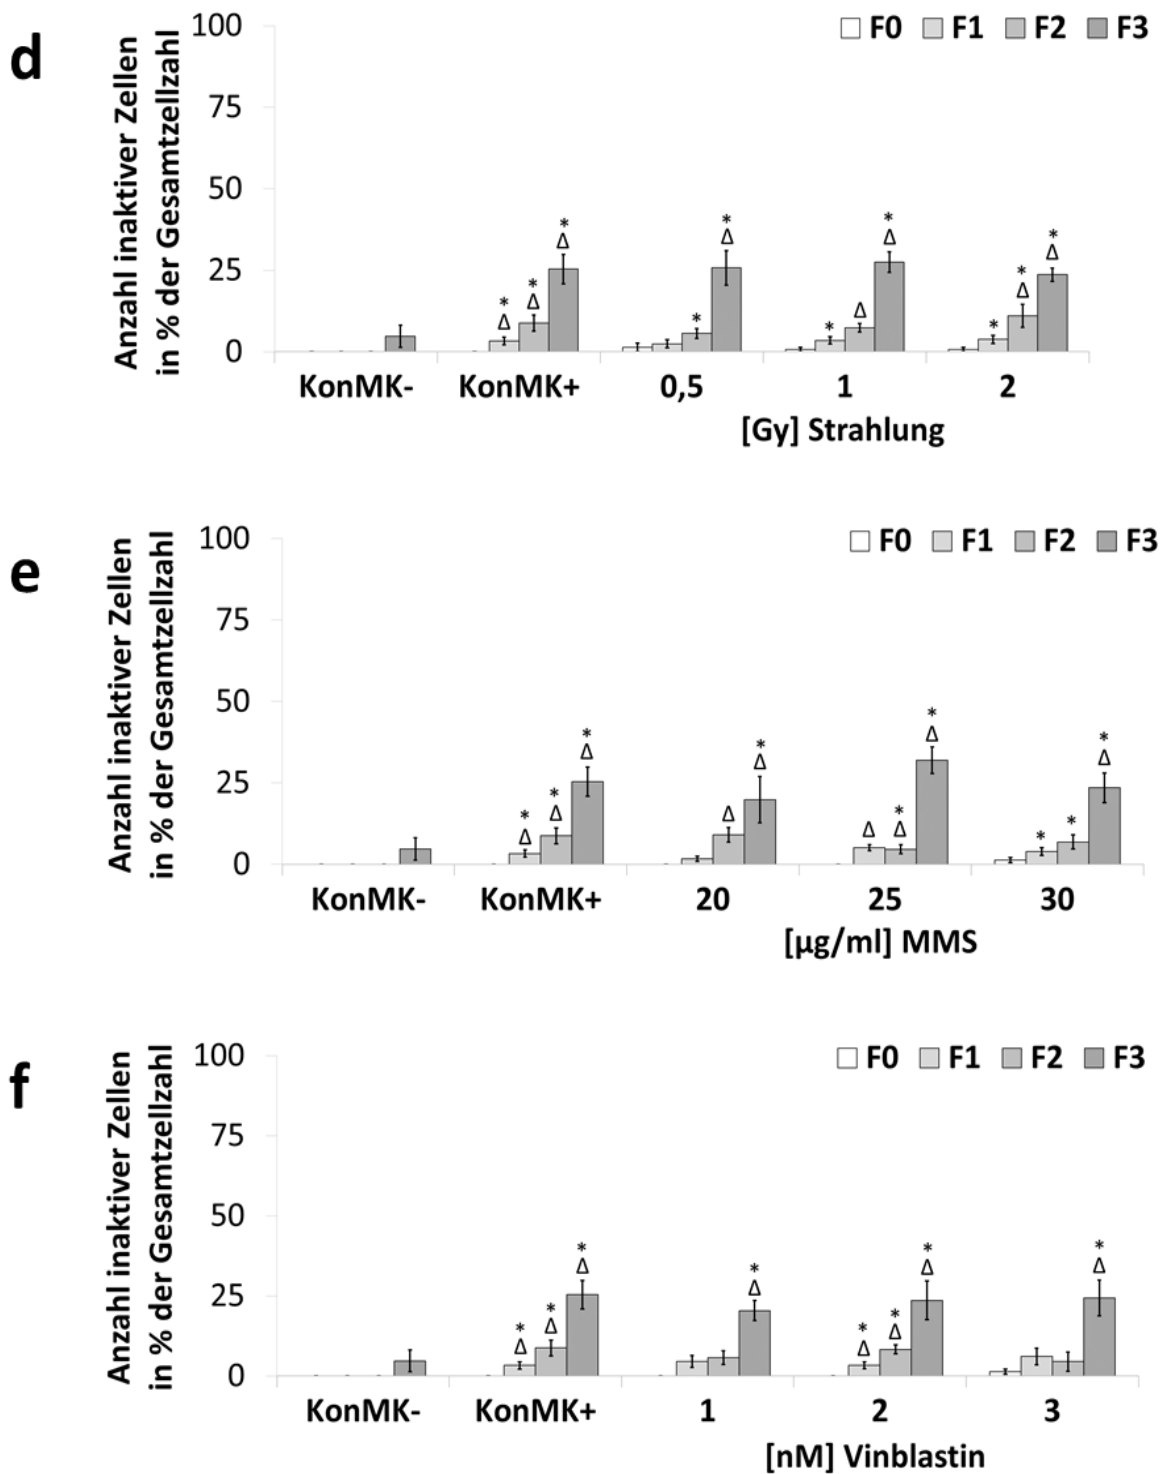 d
Anzahl inaktiver Zellen
in % der Gesamtzellzahl
100
75
50
25
0
F0 F1 F2 F3
* Δ * Δ * Δ * * Δ * Δ * Δ * * Δ * Δ
KonMK- KonMK+ 0,5 1 2
[Gy] Strahlung
e
Anzahl inaktiver Zellen
in % der Gesamtzellzahl
100
75
50
25
0
F0 F1 F2 F3
* Δ * Δ * Δ Δ * Δ Δ * Δ * Δ * * * Δ
KonMK- KonMK+ 20 25 30
[µg/ml] MMS
f
Anzahl inaktiver Zellen
in % der Gesamtzellzahl
100
75
50
25
0
F0 F1 F2 F3
* Δ * Δ * Δ * Δ * Δ * Δ * Δ * Δ
KonMK- KonMK+ 1 2 3
[nM] Vinblastin